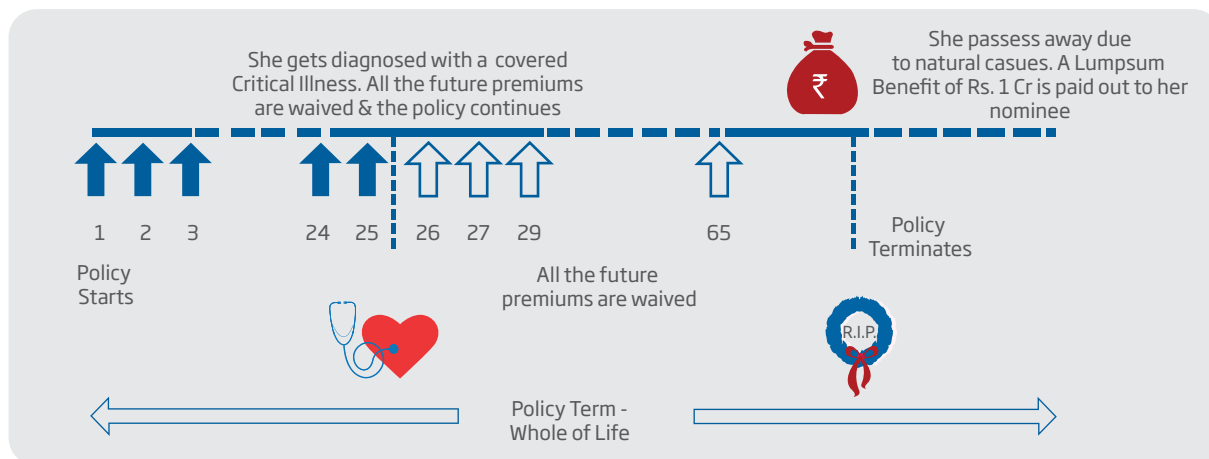 She gets diagnosed with a covered
Critical Illness. All the future premiums
are waived & the policy continues
₹
She passess away due
to natural casues. A Lumpsum
Benefit of Rs. 1 Cr is paid out to her
nominee
1 2 3 24 25 26 27 29 65
Policy
Starts
All the future
premiums are waived
Policy
Terminates
R.I.P.
Policy Term -
Whole of Life